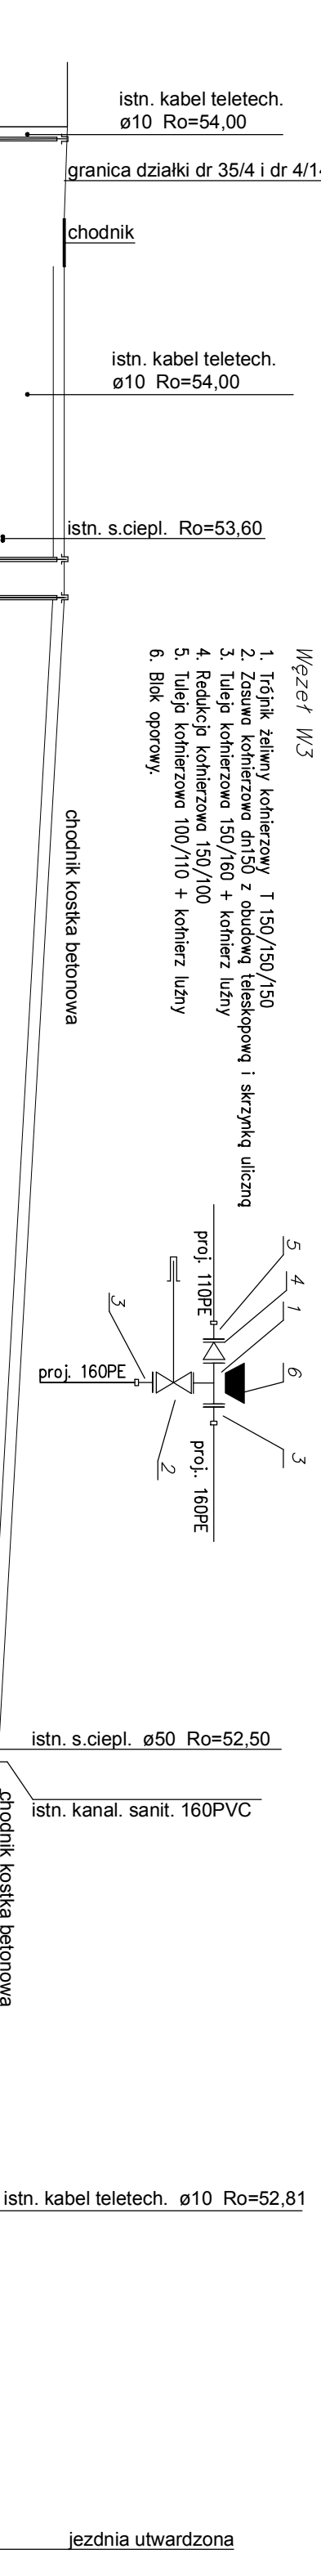 istn. kabel teletech.
ø10 Ro=54,00
granica działki dr 35/4 i dr 4/14
chodnik
istn. kabel teletech.
ø10 Ro=54,00
istn. s.ciepl. Ro=53,60
Węzeł W3
1. Trójnik żeliwny kołnierzowy T 150/150/150
2. Zasuwa kołnierzowa dn150 z obudową teleskopową i skrzynką uliczną
3. Tuleja kołnierzowa 150/160 + kołnierz luźny
4. Redukcja kołnierzowa 150/100
5. Tuleja kołnierzowa 100/110 + kołnierz luźny
6. Blok oporowy.
chodnik kostka betonowa
proj. 110PE
5
4
1
6
3
3
proj. 160PE
2
proj.. 160PE
istn. s.ciepl. ø50 Ro=52,50
istn. kanal. sanit. 160PVC
chodnik kostka betonowa
istn. kabel teletech. ø10 Ro=52,81
jezdnia utwardzona